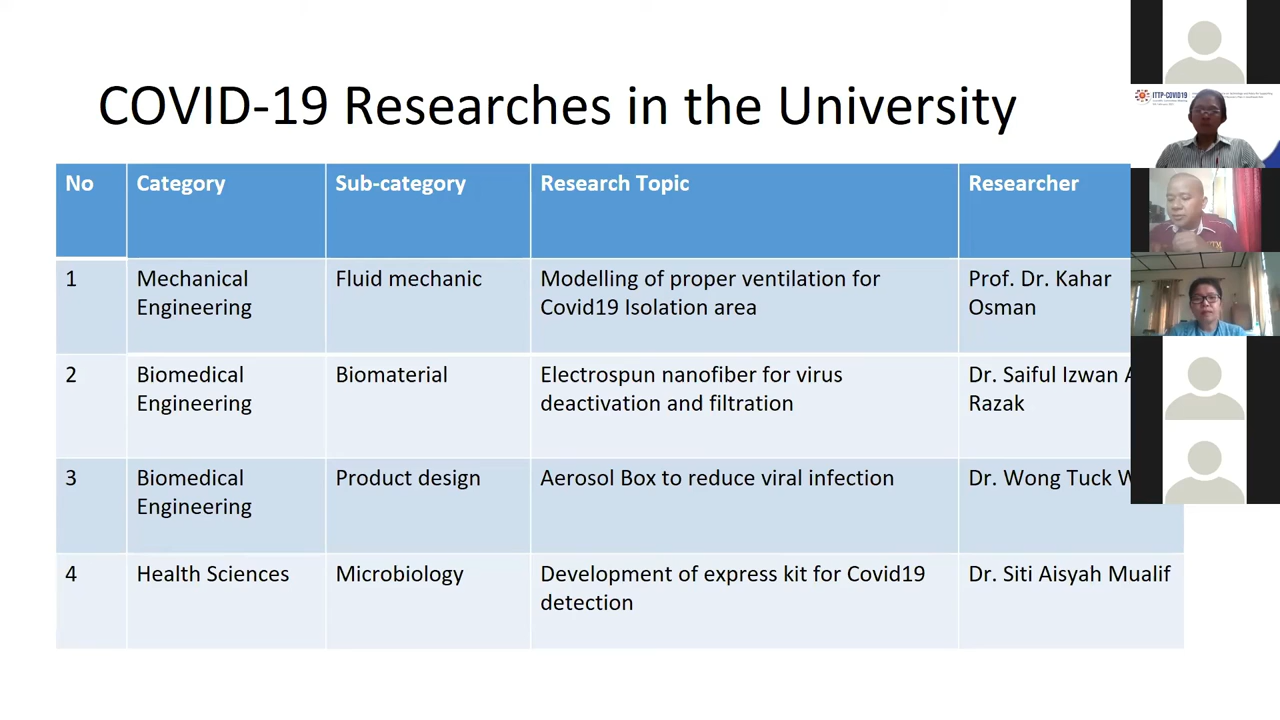 COVID-19 Researches in the University
ITTP-COVID19
No Category Sub-category Research Topic Researcher
1 Mechanical Fluid mechanic Modelling of proper ventilation for Prof. Dr. Kahar
Engineering Covid19 Isolation area Osman
2 Biomedical Biomaterial Electrospun nanofiber for virus Dr. Saiful Izwan
Engineering deactivation and filtration Razak
3 Biomedical Product design Aerosol Box to reduce viral infection Dr. Wong Tuck
Engineering
4 Health Sciences Microbiology Development of express kit for Covid19 Dr. Siti Aisyah Mualif
detection